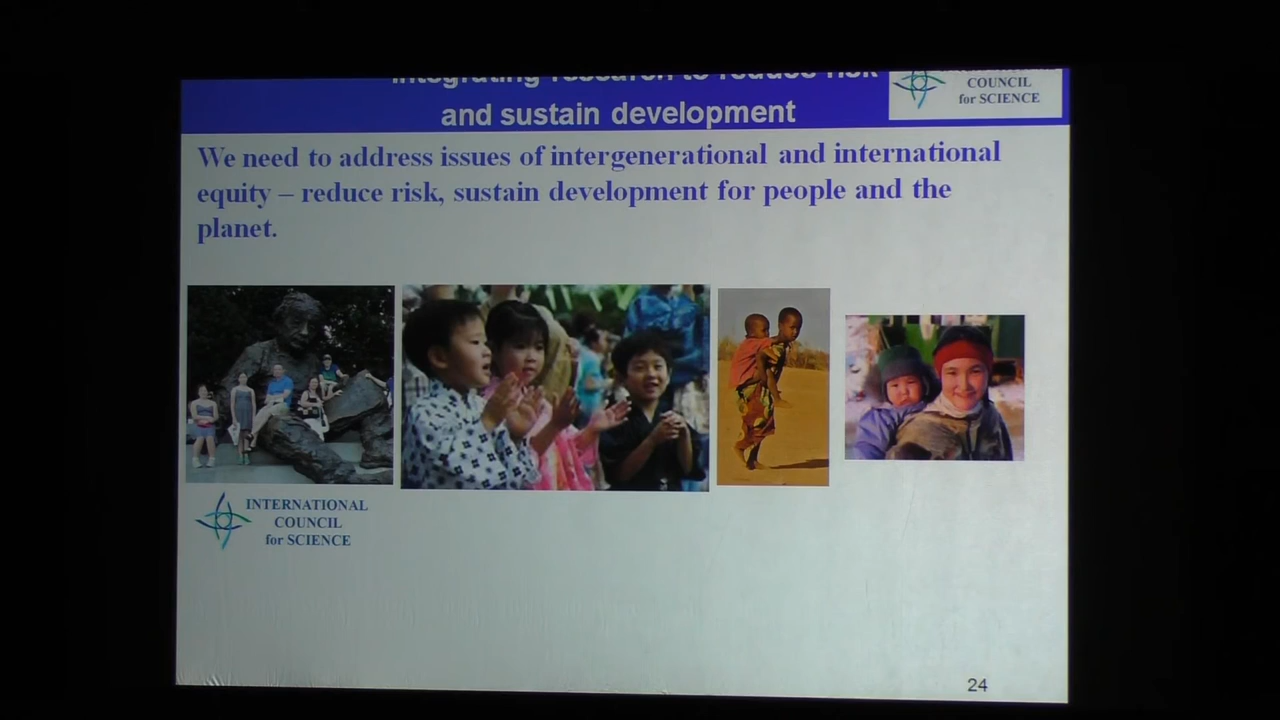 Integrating research to reduce risk
and sustain development
COUNCIL
for SCIENCE
We need to address issues of intergenerational and international
equity – reduce risk, sustain development for people and the
planet.
INTERNATIONAL
COUNCIL
for SCIENCE
24